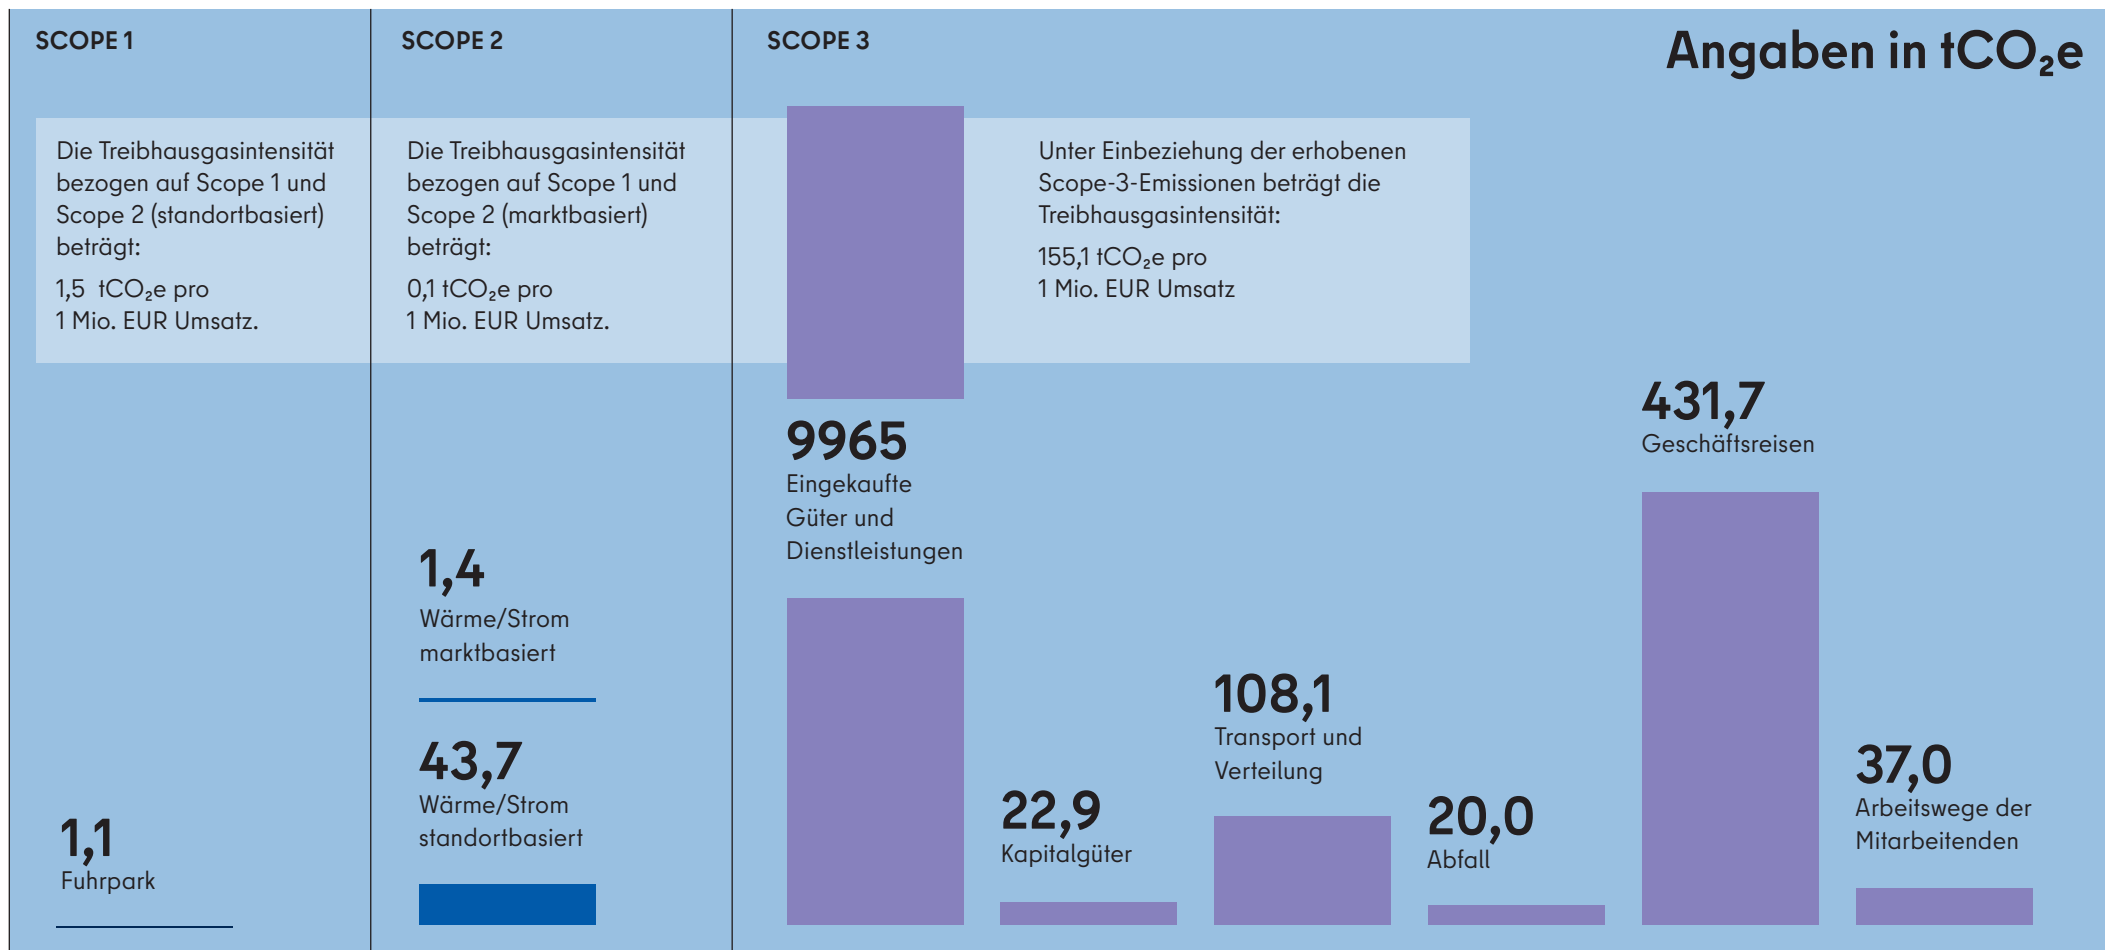 SCOPE 1
Die Treibhausgasintensität
bezogen auf Scope 1 und
Scope 2 (standortbasiert)
beträgt:
1,5 tCO₂e pro
1 Mio. EUR Umsatz.
1,1
Fuhrpark
SCOPE 2
Die Treibhausgasintensität
bezogen auf Scope 1 und
Scope 2 (marktbasiert)
beträgt:
0,1 tCO₂e pro
1 Mio. EUR Umsatz.
1,4
Wärme/Strom
marktbasiert
43,7
Wärme/Strom
standortbasiert
SCOPE 3
Angaben in tCO₂e
Unter Einbeziehung der erhobenen
Scope-3-Emissionen beträgt die
Treibhausgasintensität:
155,1 tCO₂e pro
1 Mio. EUR Umsatz
9965
Eingekaufte
Güter und
Dienstleistungen
22,9
Kapitalgüter
108,1
Transport und
Verteilung
20,0
Abfall
431,7
Geschäftsreisen
37,0
Arbeitswege der
Mitarbeitenden